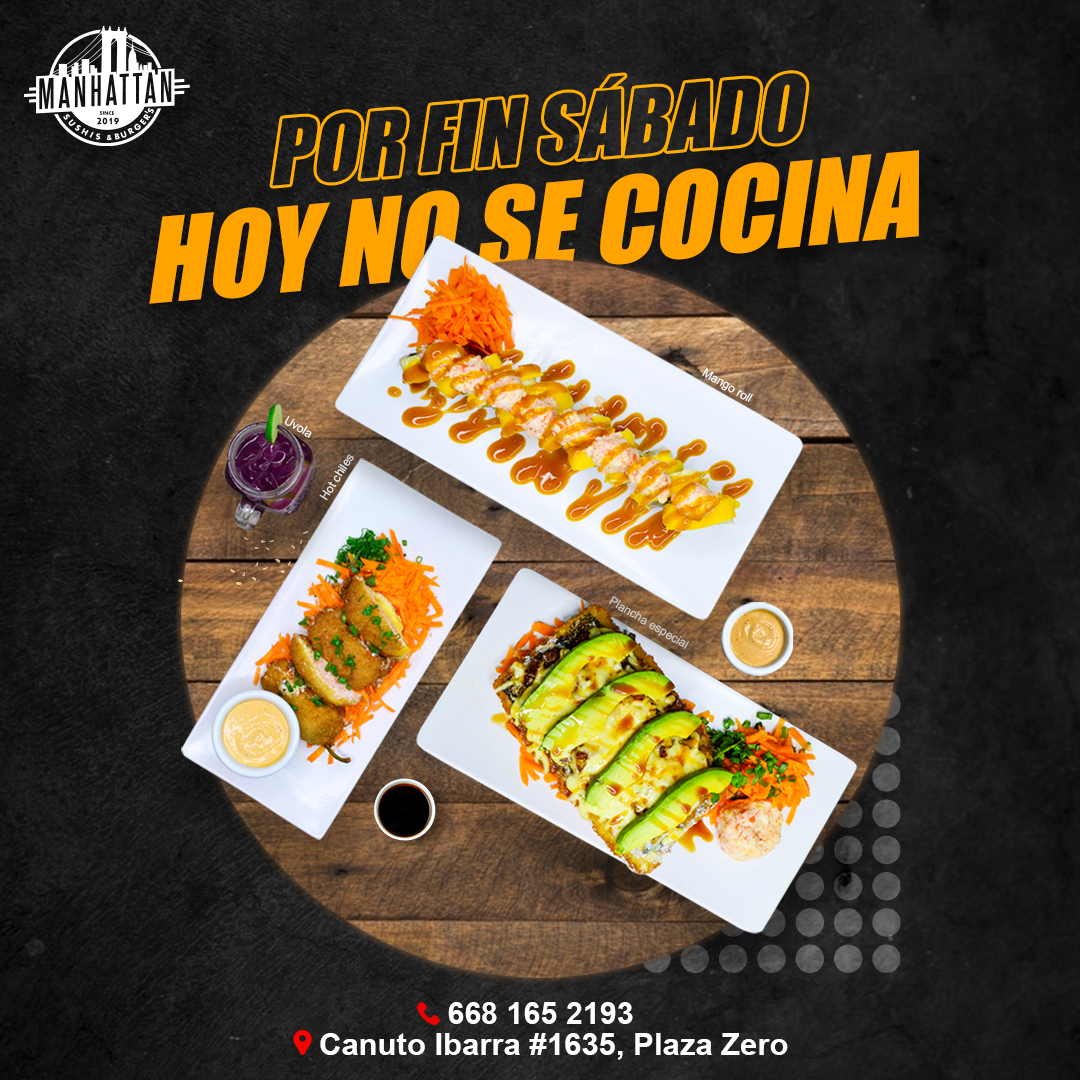 MANHATTAN
SINCE
2019
SUSHIS & BURGER'S
POR FIN SÁBADO
HOY NO SE COCINA
Mango roll
Uvola
Hot chiles
Plancha especial
668 165 2193
Canuto Ibarra #1635, Plaza Zero